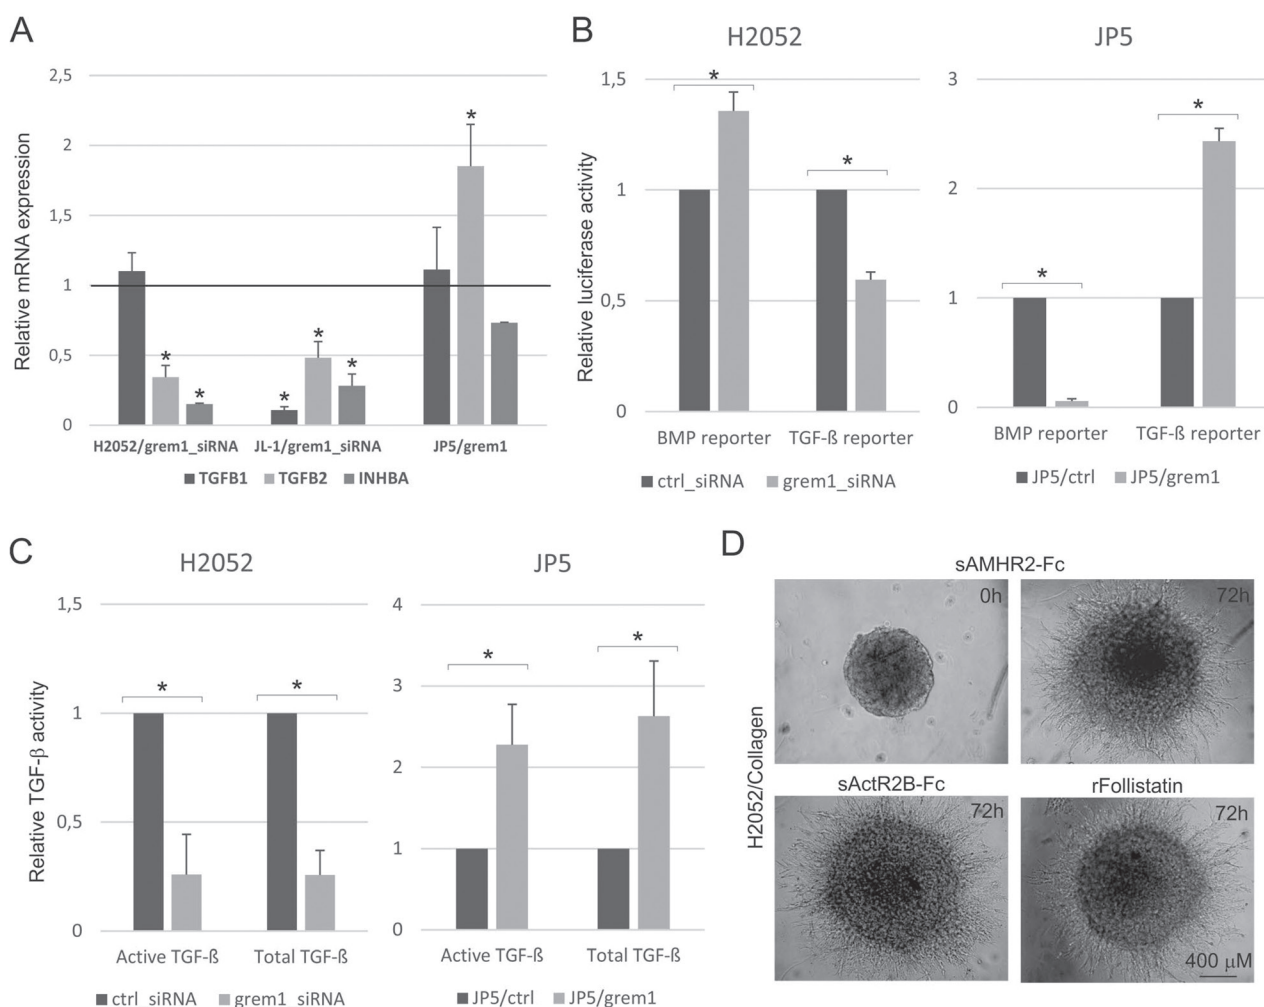 A
Relative mRNA expression
2,5
2
1,5
1
0,5
0
*
*
*
*
*
*
H2052/grem1_siRNA JL-1/grem1_siRNA JP5/grem1
TGFB1 TGFB2 INHBA
B
H2052
Relative luciferase activity
1,5
1
0,5
0
*
*
BMP reporter TGF-ß reporter
ctrl_siRNA grem1_siRNA
JP5
3
2
1
0
*
*
BMP reporter TGF-ß reporter
JP5/ctrl JP5/grem1
C
H2052
Relative TGF-β activity
1,5
1
0,5
0
*
*
Active TGF-ß Total TGF-ß
ctrl_siRNA grem1_siRNA
JP5
4
3
2
1
0
*
*
Active TGF-ß Total TGF-ß
JP5/ctrl JP5/grem1
D
H2052/Collagen
sAMHR2-Fc
0h
72h
sActR2B-Fc
rFollistatin
72h
72h
400 µM